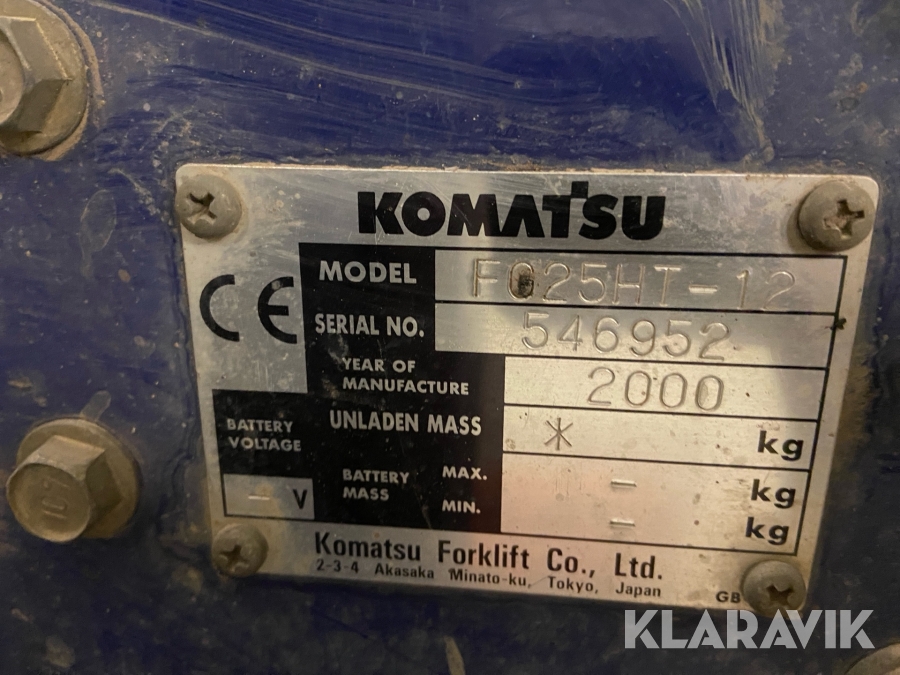 KOMATSU
CE
MODEL FG25HT-12
SERIAL NO. 546952
YEAR OF
MANUFACTURE 2000
UNLADEN MASS * kg
BATTERY
VOLTAGE
- V
BATTERY
MASS
MAX. - kg
MIN. - kg
Komatsu Forklift Co., Ltd.
2-3-4 Akasaka Minato-ku, Tokyo, Japan
GB
KLARAVIK